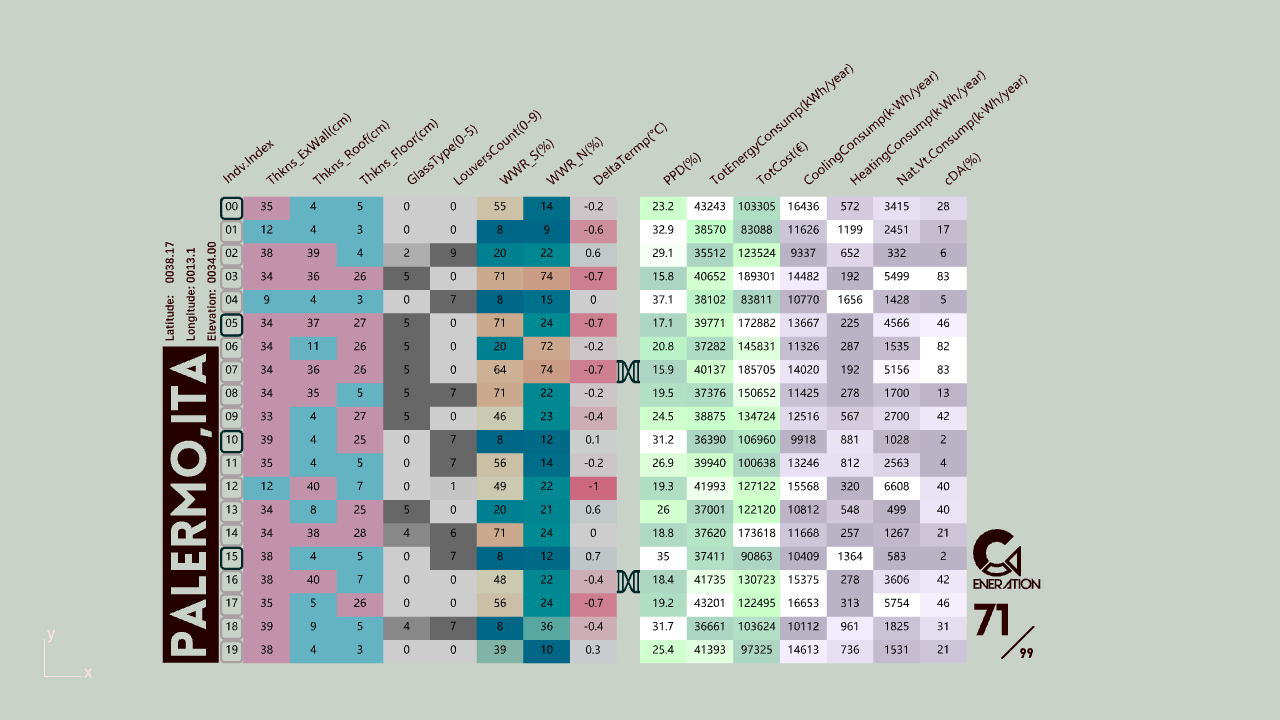 Indv.Index Thkns_ExWall(cm) Thkns_Roof(cm) Thkns_Floor(cm) GlassType(0-5) LouversCount(0-9) WWR_S(%) WWR_N(%) DeltaTermp(°C) PPD(%) TotEnergyConsump(kWh/year) TotCost(€) CoolingConsump(k·Wh/year) HeatingConsump(k·Wh/year) Nat.Vt.Consump(k·Wh/year) cDA(%)
00 35 4 5 0 0 55 14 -0.2 23.2 43243 103305 16436 572 3415 28
01 12 4 3 0 0 8 9 -0.6 32.9 38570 83088 11626 1199 2451 17
02 38 39 4 2 9 20 22 0.6 29.1 35512 123524 9337 652 332 6
03 34 36 26 5 0 71 74 -0.7 15.8 40652 189301 14482 192 5499 83
04 9 4 3 0 7 8 15 0 37.1 38102 83811 10770 1656 1428 5
05 34 37 27 5 0 71 24 -0.7 17.1 39771 172882 13667 225 4566 46
06 34 11 26 5 0 20 72 -0.2 20.8 37282 145831 11326 287 1535 82
07 34 36 26 5 0 64 74 -0.7 15.9 40137 185705 14020 192 5156 83
08 34 35 5 5 7 71 22 -0.2 19.5 37376 150652 11425 278 1700 13
09 33 4 27 5 0 46 23 -0.4 24.5 38875 134724 12516 567 2700 42
10 39 4 25 0 7 8 12 0.1 31.2 36390 106960 9918 881 1028 2
11 35 4 5 0 7 56 14 -0.2 26.9 39940 100638 13246 812 2563 4
12 12 40 7 0 1 49 22 -1 19.3 41993 127122 15568 320 6608 40
13 34 8 25 5 0 20 21 0.6 26 37001 122120 10812 548 499 40
14 34 38 28 4 6 71 24 0 18.8 37620 173618 11668 257 1267 21
15 38 4 5 0 7 8 12 0.7 35 37411 90863 10409 1364 583 2
16 38 40 7 0 0 48 22 -0.4 18.4 41735 130723 15375 278 3606 42
17 35 5 26 0 0 56 24 -0.7 19.2 43201 122495 16653 313 5754 46
18 39 9 5 4 7 8 36 -0.4 31.7 36661 103624 10112 961 1825 31
19 38 4 3 0 0 39 10 0.3 25.4 41393 97325 14613 736 1531 21
Latitude: 0038.17
Longitude: 0013.1
Elevation: 0034.00
PALERMO,ITA
G
ENERATION
71/99
y
x